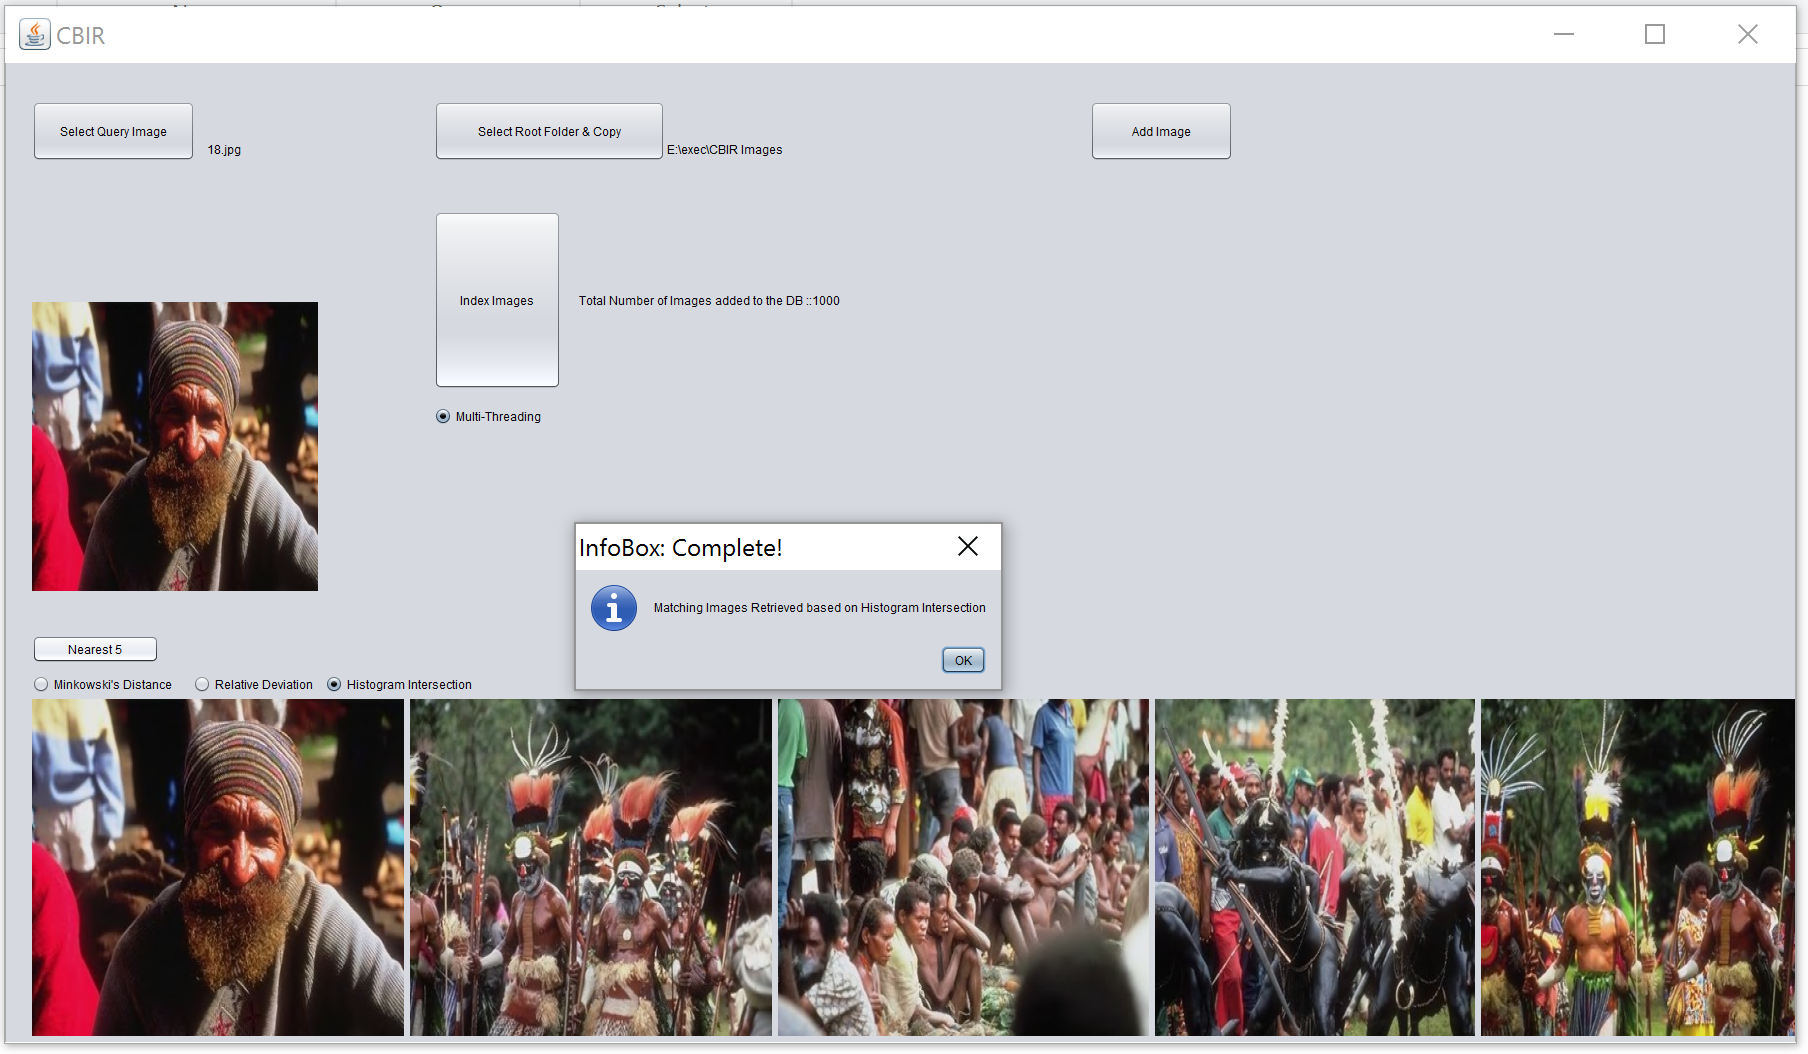 CBIR
Select Query Image
18.jpg
Select Root Folder & Copy
E:\exec\CBIR Images
Add Image
Index Images
Total Number of Images added to the DB ::1000
Multi-Threading
InfoBox: Complete!
Matching Images Retrieved based on Histogram Intersection
OK
Nearest 5
Minkowski's Distance
Relative Deviation
Histogram Intersection